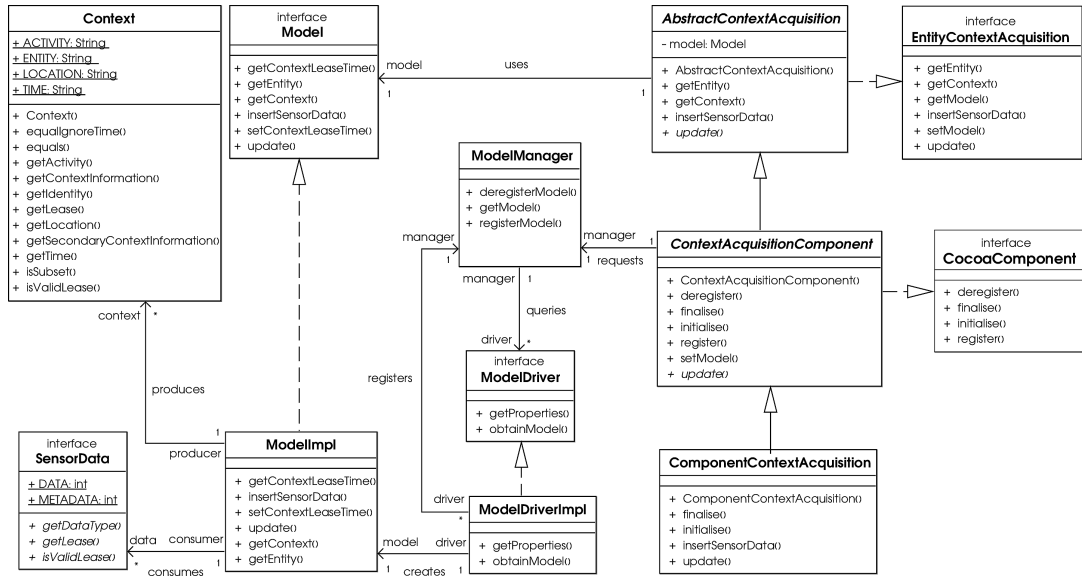 Context
+ ACTIVITY: String
+ ENTITY: String
+ LOCATION: String
+ TIME: String
+ Context()
+ equalIgnoreTime()
+ equals()
+ getActivity()
+ getContextInformation()
+ getIdentity()
+ getLease()
+ getLocation()
+ getSecondaryContextInformation()
+ getTime()
+ isSubset()
+ isValidLease()
interface
Model
+ getContextLeaseTime()
+ getEntity()
+ getContext()
+ insertSensorData()
+ setContextLeaseTime()
+ update()
model
1
uses
1
AbstractContextAcquisition
- model: Model
+ AbstractContextAcquisition()
+ getEntity()
+ getContext()
+ insertSensorData()
+ update()
interface
EntityContextAcquisition
+ getEntity()
+ getContext()
+ getModel()
+ insertSensorData()
+ setModel()
+ update()
ModelManager
+ deregisterModel()
+ getModel()
+ registerModel()
manager
1
manager
1
requests
1
manager 1
queries
driver *
registers
ContextAcquisitionComponent
+ ContextAcquisitionComponent()
+ deregister()
+ finalise()
+ initialise()
+ register()
+ setModel()
+ update()
interface
CocoaComponent
+ deregister()
+ finalise()
+ initialise()
+ register()
context *
produces
1
producer
interface
ModelDriver
+ getProperties()
+ obtainModel()
interface
SensorData
+ DATA: int
+ METADATA: int
+ getDataType()
+ getLease()
+ isValidLease()
data
*
consumer
1
consumes
ModelImpl
+ getContextLeaseTime()
+ insertSensorData()
+ setContextLeaseTime()
+ update()
+ getContext()
+ getEntity()
model
1
driver
1
creates
driver
*
ModelDriverImpl
+ getProperties()
+ obtainModel()
ComponentContextAcquisition
+ ComponentContextAcquisition()
+ finalise()
+ initialise()
+ insertSensorData()
+ update()